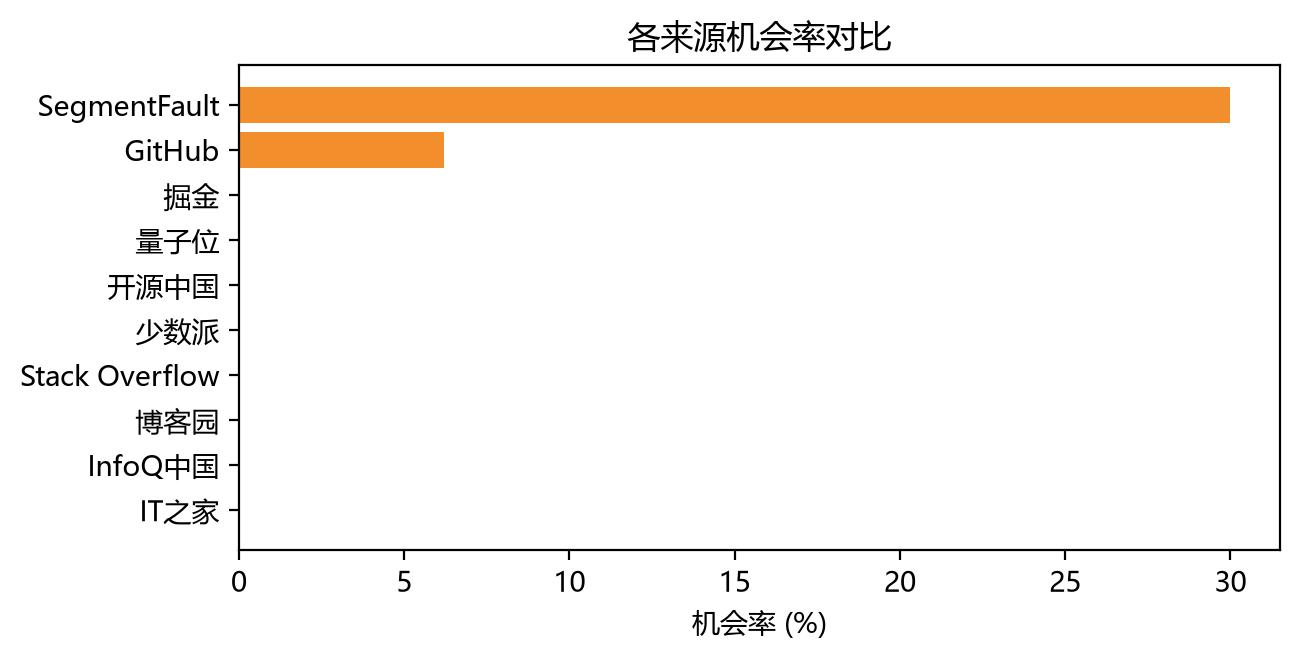 各来源机会率对比
SegmentFault
GitHub
掘金
量子位
开源中国
少数派
Stack Overflow
博客园
InfoQ中国
IT之家
0 5 10 15 20 25 30
机会率 (%)